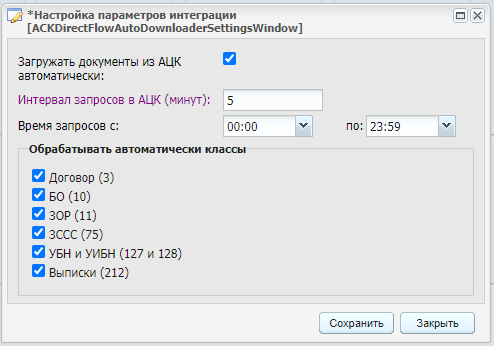 *Настройка параметров интеграции
[ACKDirectFlowAutoDownloaderSettingsWindow]
Загружать документы из АЦК
автоматически:
Интервал запросов в АЦК (минут): 5
Время запросов с: 00:00 по: 23:59
Обрабатывать автоматически классы
Договор (3)
БО (10)
ЗОР (11)
ЗССС (75)
УБН и УИБН (127 и 128)
Выписки (212)
Сохранить Закрыть